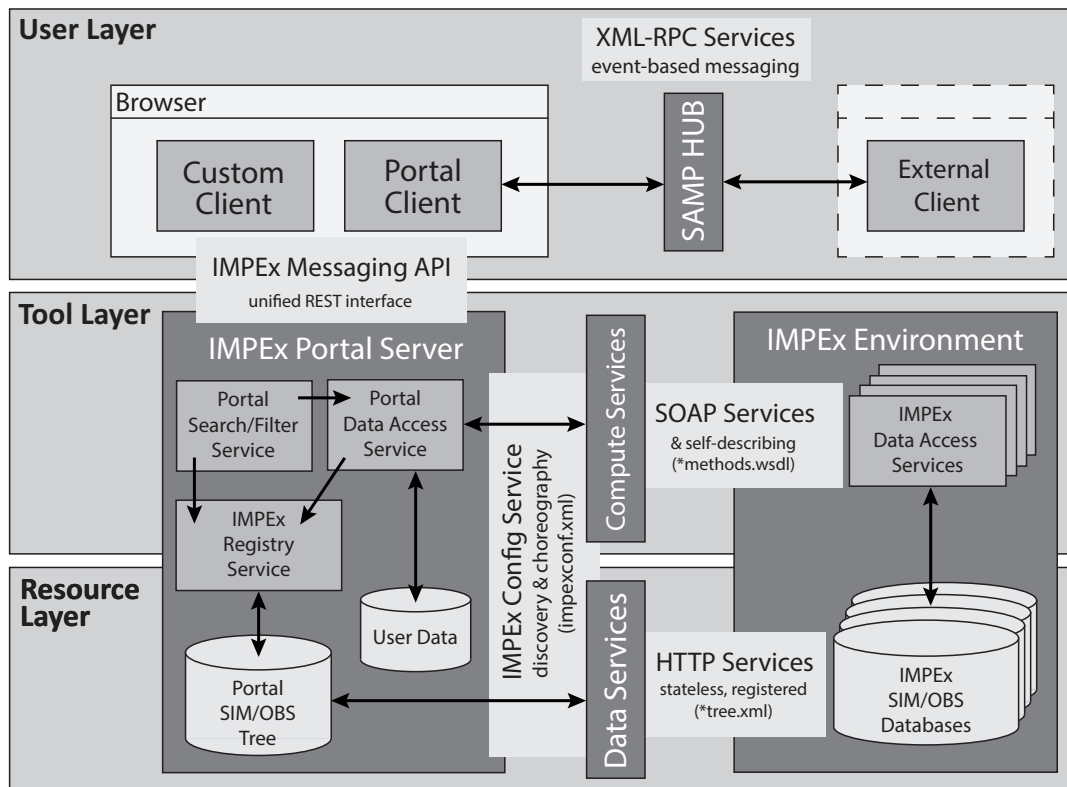 User Layer
XML-RPC Services
event-based messaging
Browser
Custom
Client
Portal
Client
SAMP HUB
External
Client
IMPEx Messaging API
unified REST interface
Tool Layer
IMPEx Portal Server
Portal
Search/Filter
Service
Portal
Data Access
Service
IMPEx
Registry
Service
IMPEx Config Service
discovery & choreography
(impexconf.xml)
Compute Services
SOAP Services
& self-describing
(*methods.wsdl)
IMPEx Environment
IMPEx
Data Access
Services
Resource
Layer
User Data
Portal
SIM/OBS
Tree
Data Services
HTTP Services
stateless, registered
(*tree.xml)
IMPEx
SIM/OBS
Databases